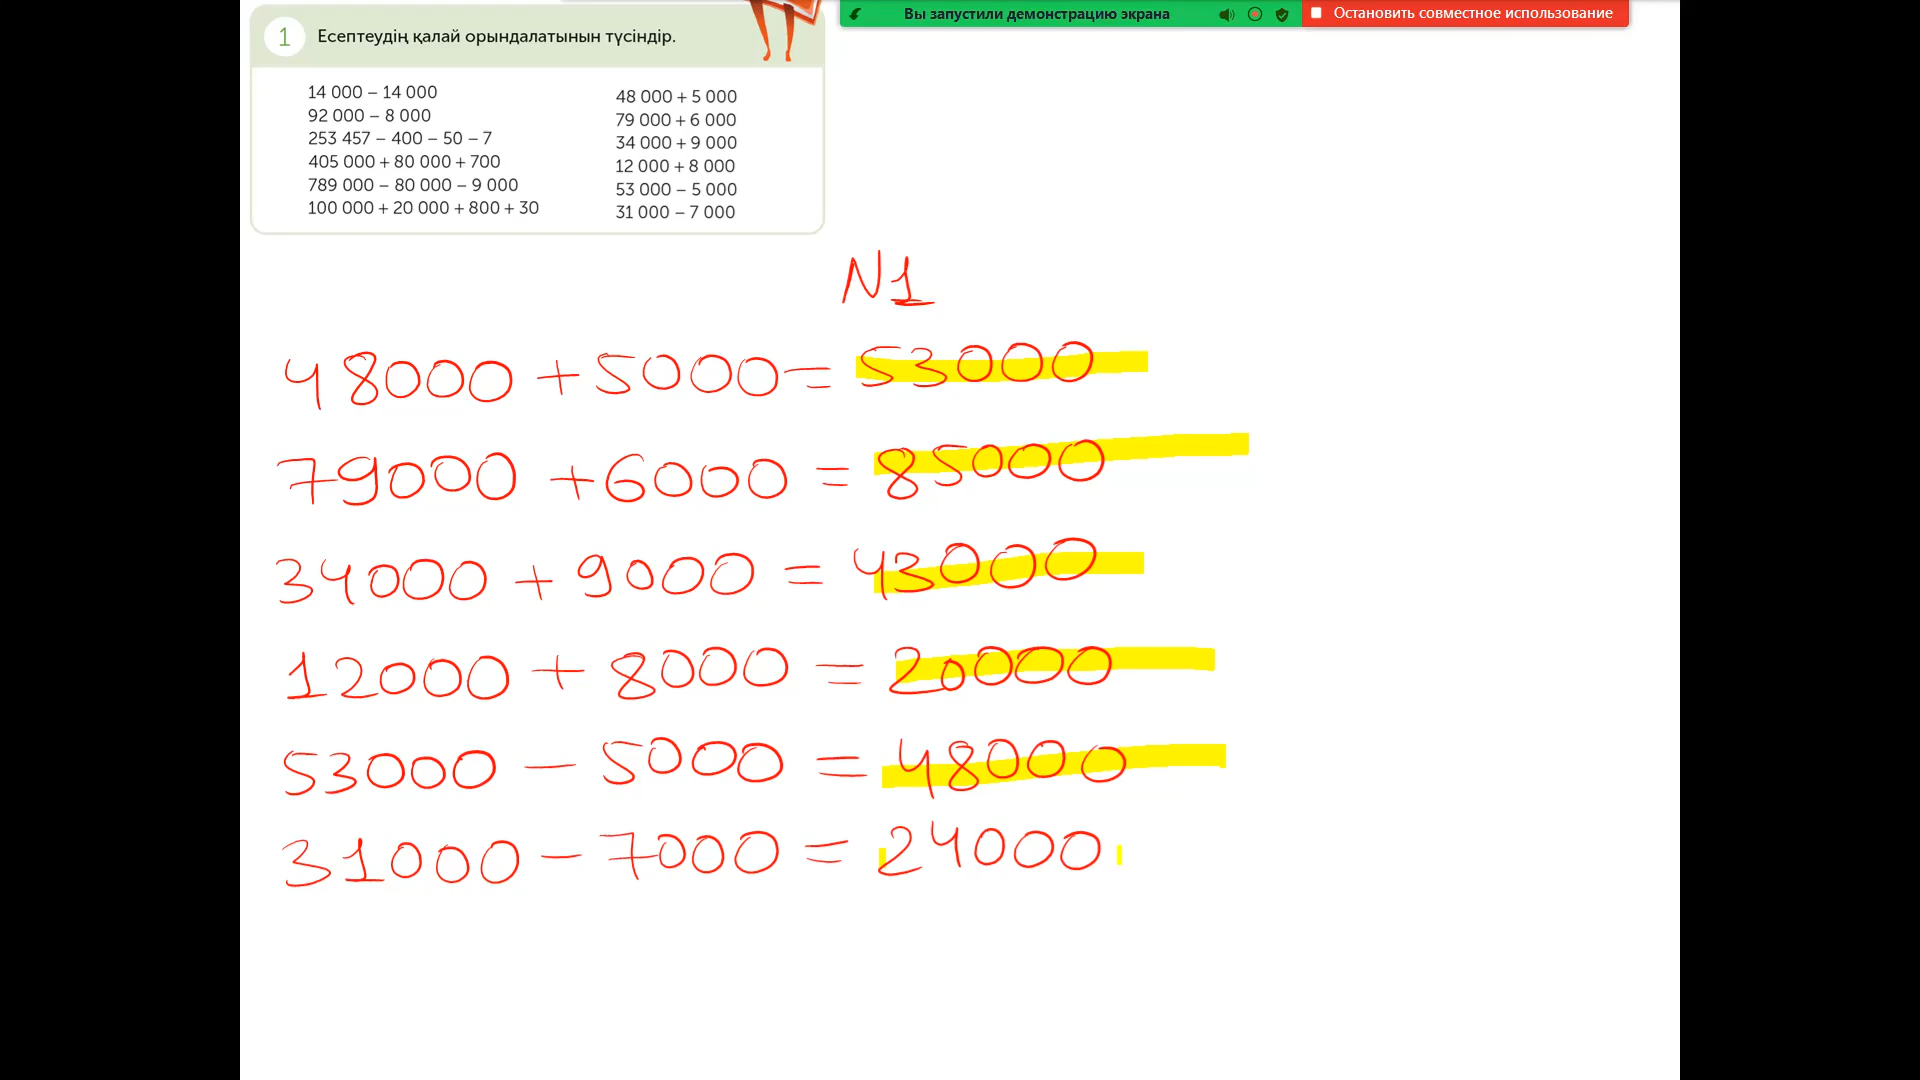 Вы запустили демонстрацию экрана
Остановить совместное использование
1 Есептеудің қалай орындалатынын түсіндір.
14 000 – 14 000
92 000 – 8 000
253 457 – 400 – 50 – 7
405 000 + 80 000 + 700
789 000 – 80 000 – 9 000
100 000 + 20 000 + 800 + 30
48 000 + 5 000
79 000 + 6 000
34 000 + 9 000
12 000 + 8 000
53 000 – 5 000
31 000 – 7 000
N1
48000 + 5000 = 53000
79000 + 6000 = 85000
34000 + 9000 = 43000
12000 + 8000 = 20000
53000 – 5000 = 48000
31000 – 7000 = 24000